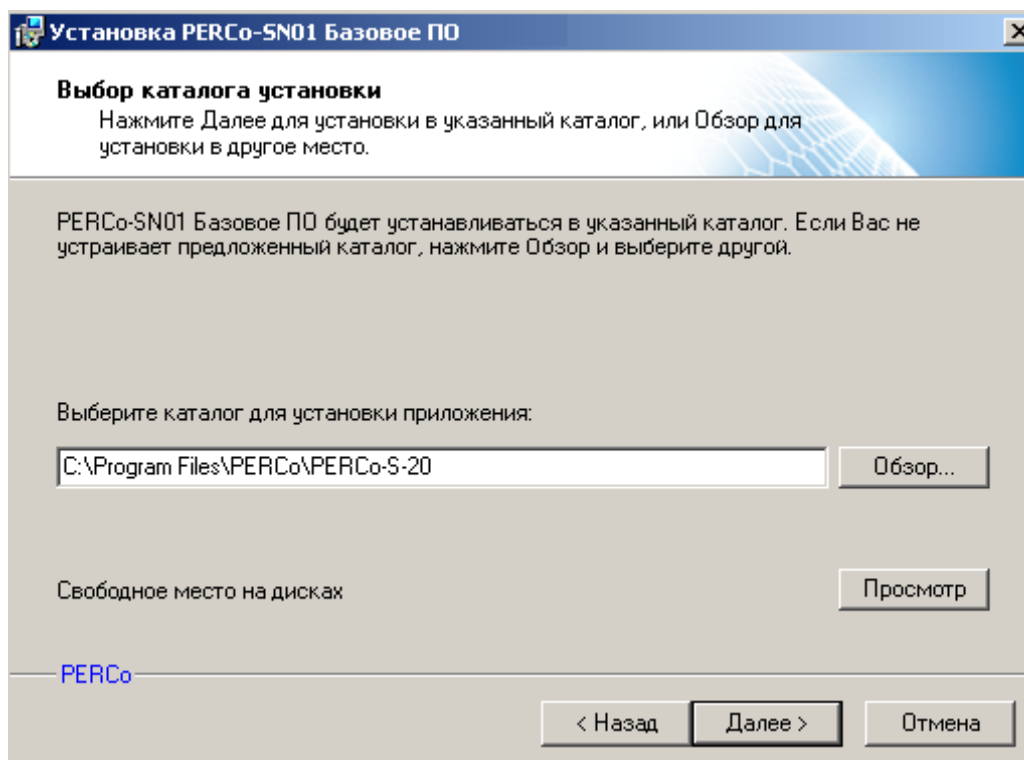 Установка PERCo-SN01 Базовое ПО
Выбор каталога установки
Нажмите Далее для установки в указанный каталог, или Обзор для
установки в другое место.
PERCo-SN01 Базовое ПО будет устанавливаться в указанный каталог. Если Вас не
устраивает предложенный каталог, нажмите Обзор и выберите другой.
Выберите каталог для установки приложения:
C:\Program Files\PERCo\PERCo-S-20
Обзор...
Свободное место на дисках
Просмотр
PERCo
< Назад
Далее >
Отмена